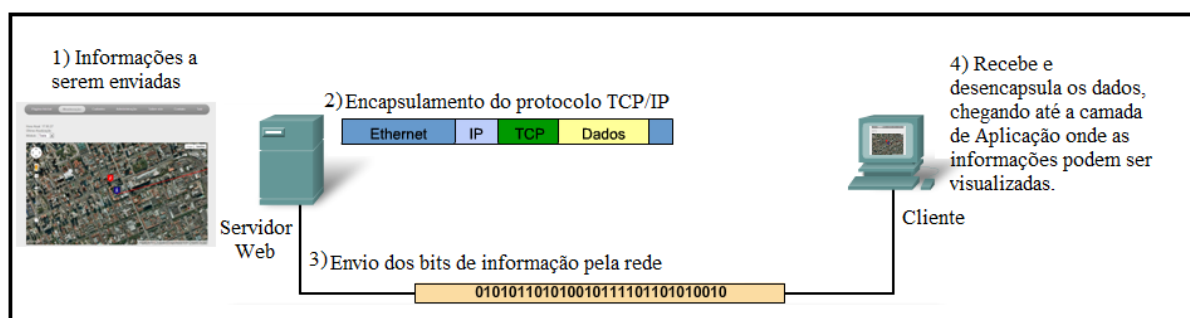 1) Informações a
serem enviadas
2) Encapsulamento do protocolo TCP/IP
Ethernet IP TCP Dados
4) Recebe e
desencapsula os dados,
chegando até a camada
de Aplicação onde as
informações podem ser
visualizadas.
Servidor
Web
Cliente
3) Envio dos bits de informação pela rede
0101011010100101111011010010010